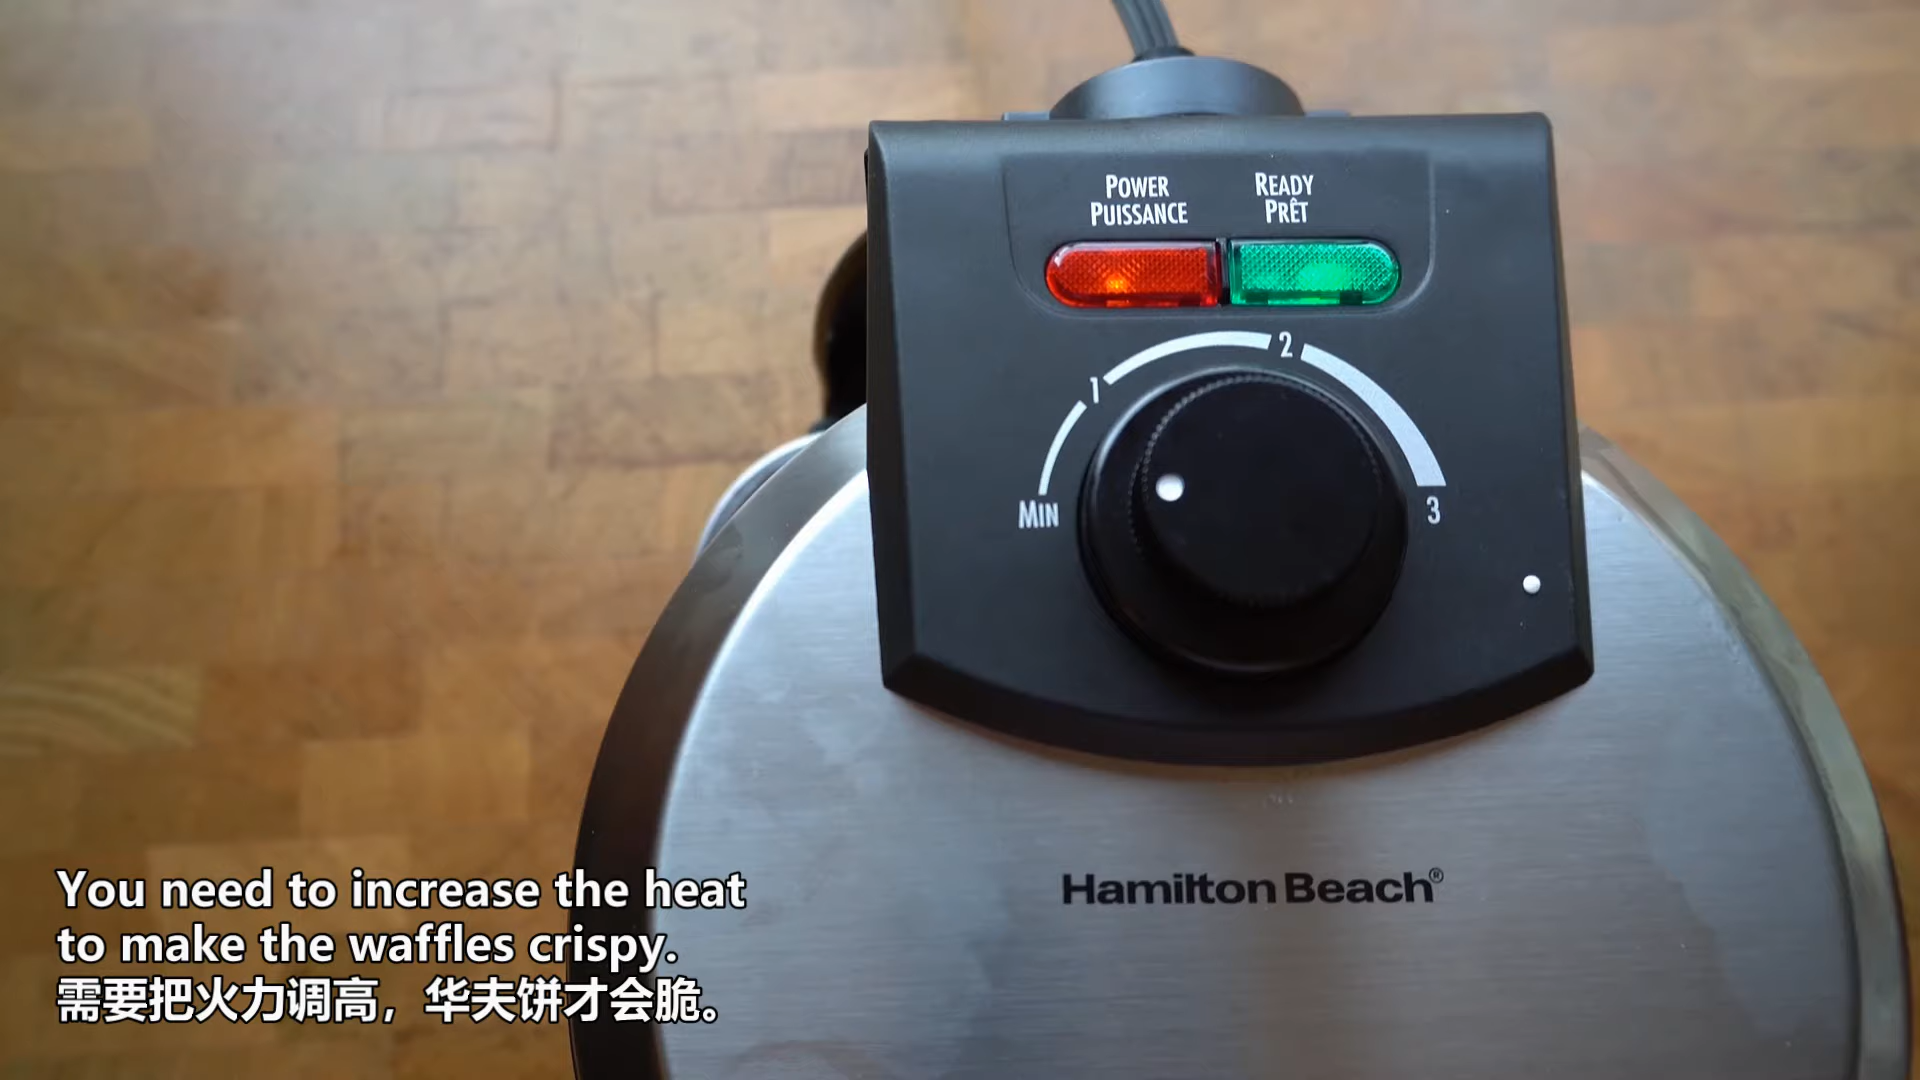 POWER
PUISSANCE
READY
PRÊT
1
2
MIN
3
Hamilton Beach®
You need to increase the heat
to make the waffles crispy.
需要把火力调高，华夫饼才会脆。